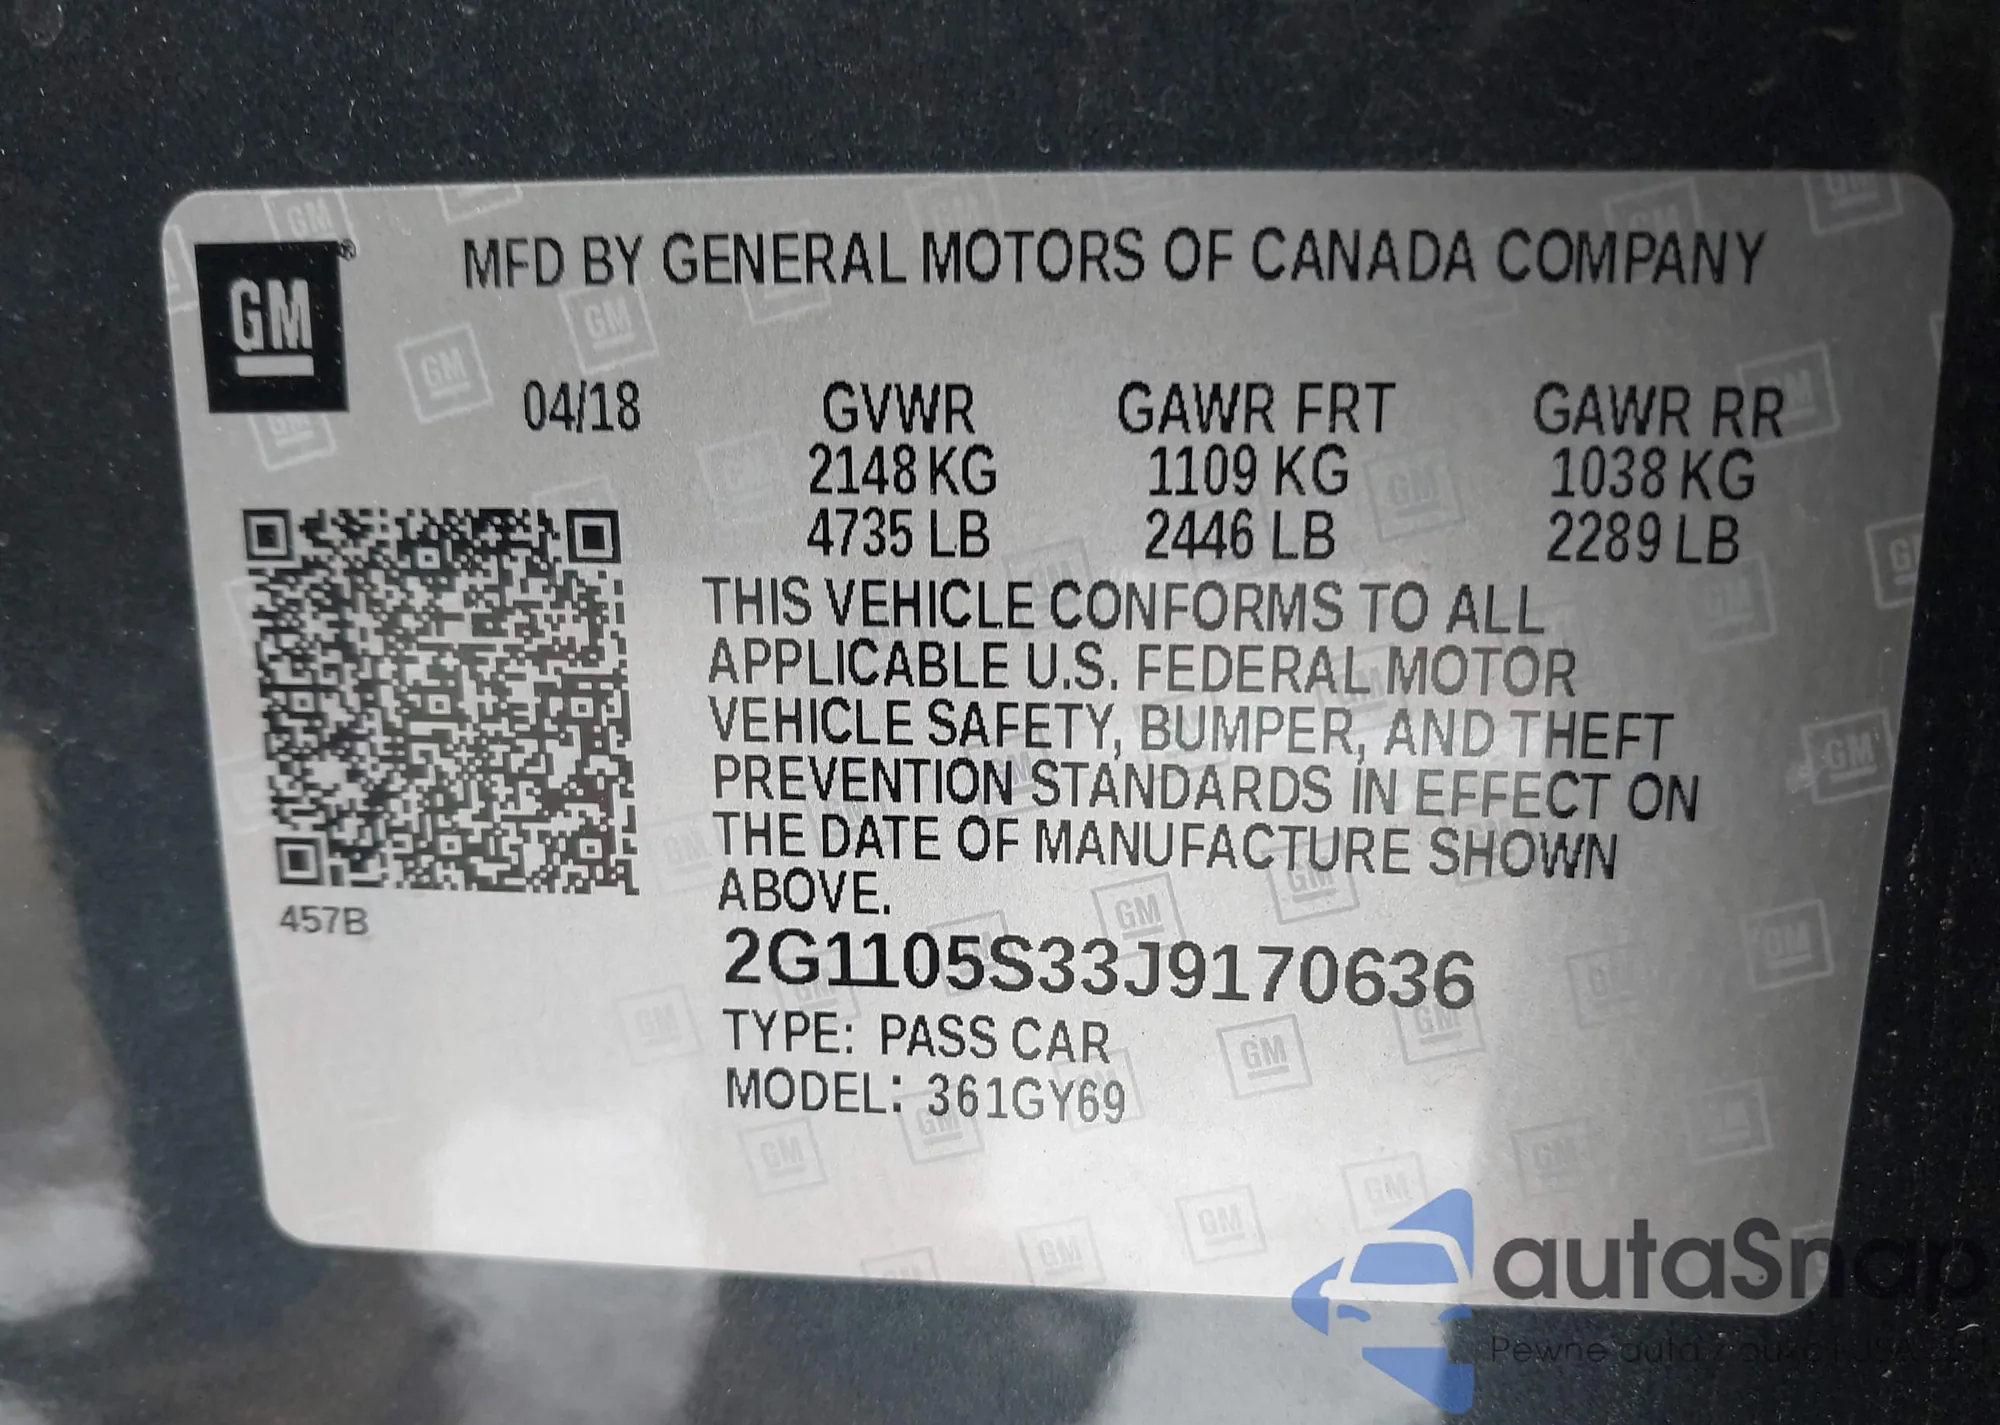 GM
MFD BY GENERAL MOTORS OF CANADA COMPANY
04/18 GVWR GAWR FRT GAWR RR
2148 KG 1109 KG 1038 KG
4735 LB 2446 LB 2289 LB
THIS VEHICLE CONFORMS TO ALL
APPLICABLE U.S. FEDERAL MOTOR
VEHICLE SAFETY, BUMPER, AND THEFT
PREVENTION STANDARDS IN EFFECT ON
THE DATE OF MANUFACTURE SHOWN
ABOVE.
457B
2G1105S33J9170636
TYPE: PASS CAR
MODEL: 361GY69
autaSnap
Pewne auta z